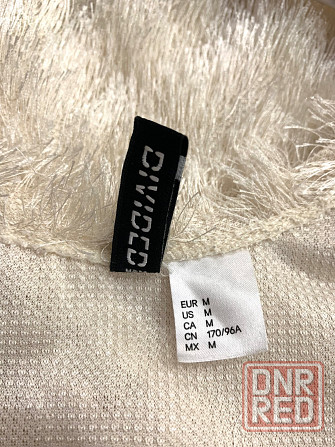 DIVIDED
EUR M
US M
CA M
CN 170/96A
MX M
DNR
RED